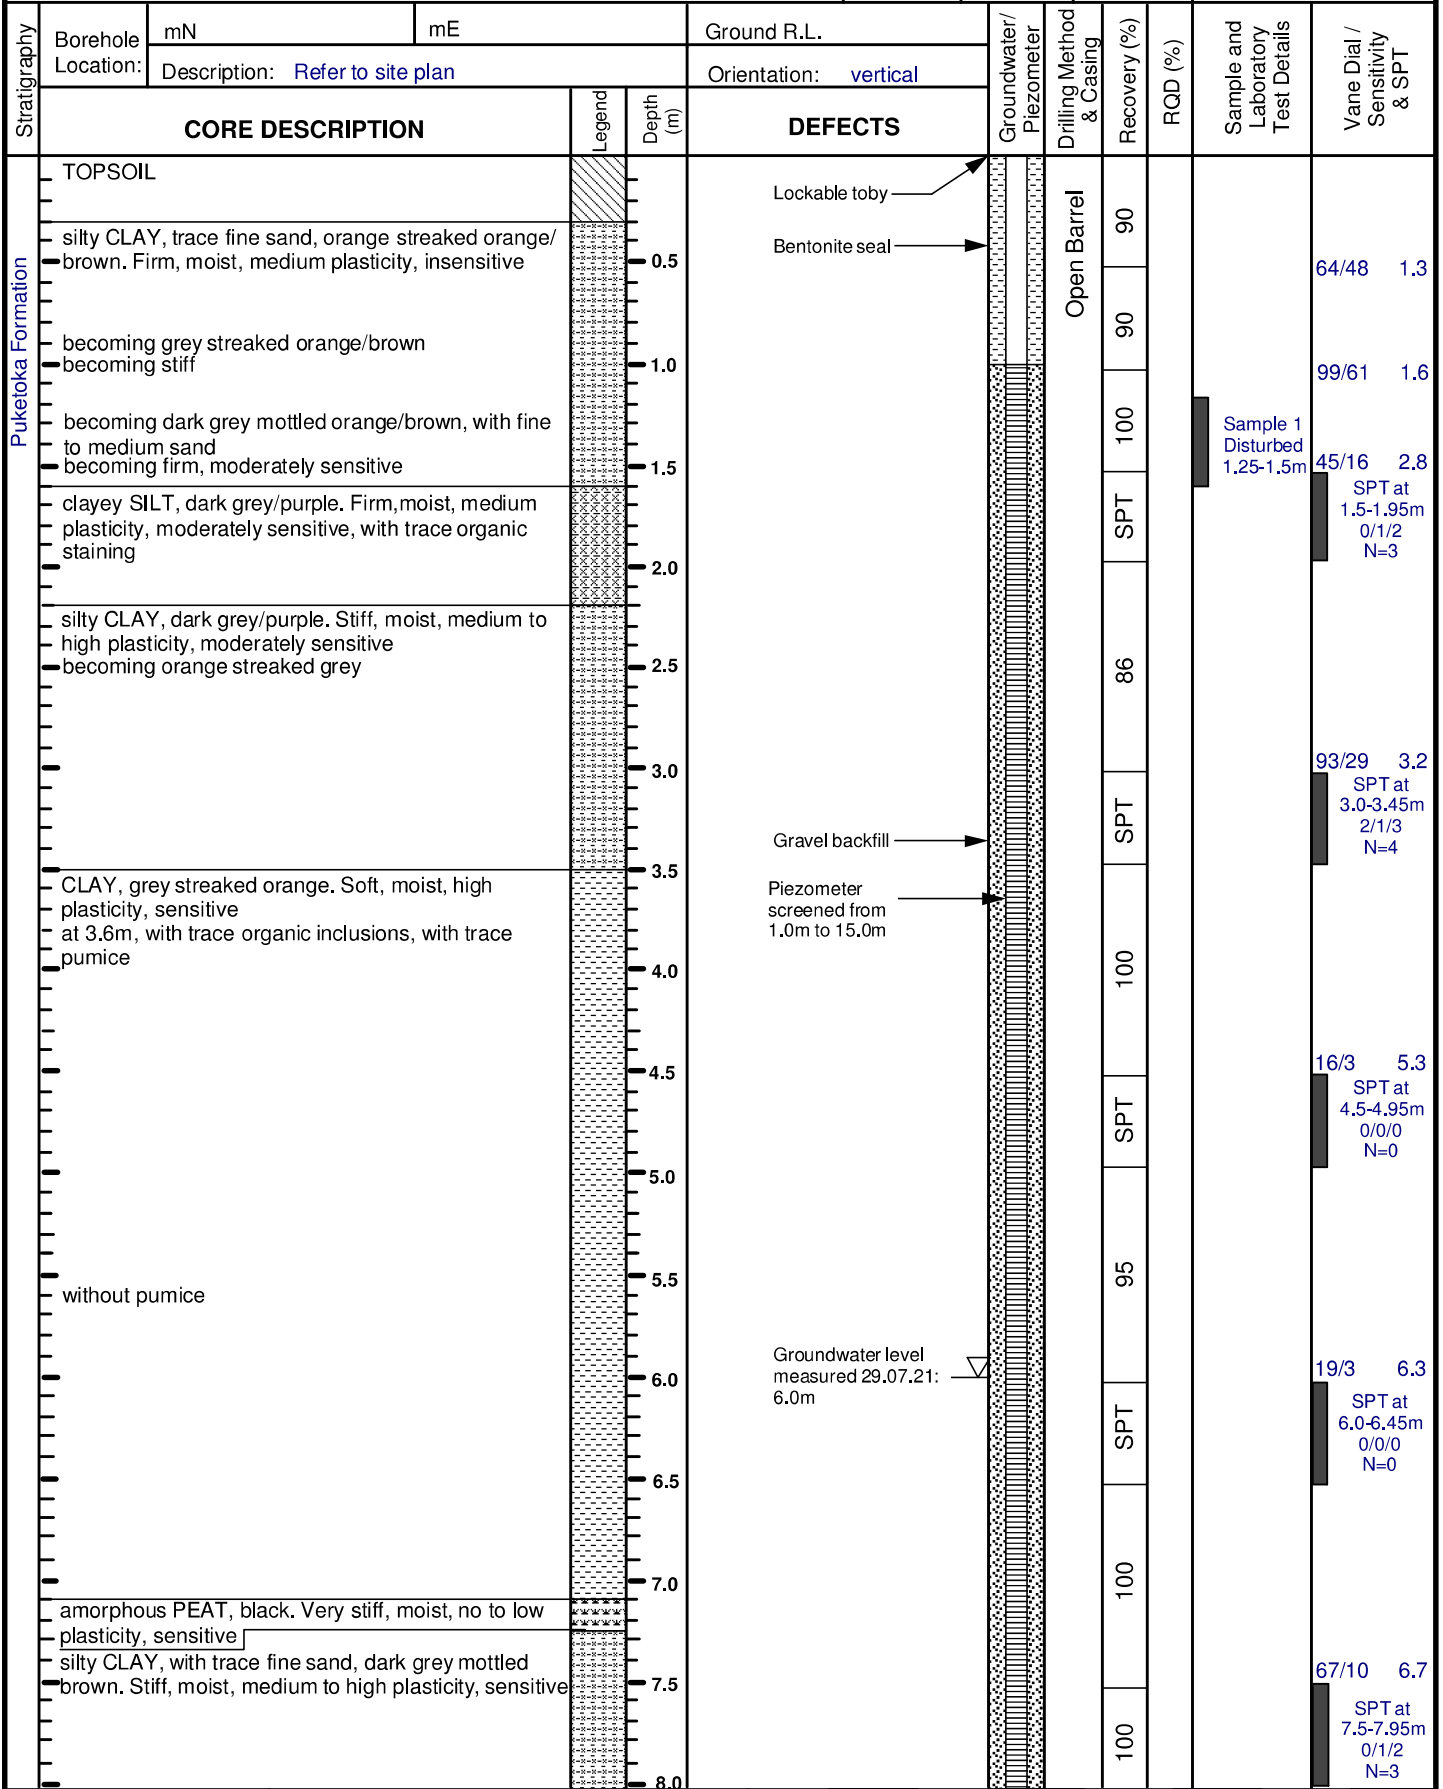 Stratigraphy
Borehole
Location:
mN
mE
Description: Refer to site plan
Ground R.L.
Orientation: vertical
CORE DESCRIPTION
Legend
Depth
(m)
DEFECTS
Groundwater/
Piezometer
Drilling Method
& Casing
Recovery (%)
RQD (%)
Sample and
Laboratory
Test Details
Vane Dial /
Sensitivity
& SPT
Puketoka Formation
TOPSOIL
silty CLAY, trace fine sand, orange streaked orange/
brown. Firm, moist, medium plasticity, insensitive
becoming grey streaked orange/brown
becoming stiff
becoming dark grey mottled orange/brown, with fine
to medium sand
becoming firm, moderately sensitive
clayey SILT, dark grey/purple. Firm,moist, medium
plasticity, moderately sensitive, with trace organic
staining
silty CLAY, dark grey/purple. Stiff, moist, medium to
high plasticity, moderately sensitive
becoming orange streaked grey
CLAY, grey streaked orange. Soft, moist, high
plasticity, sensitive
at 3.6m, with trace organic inclusions, with trace
pumice
without pumice
amorphous PEAT, black. Very stiff, moist, no to low
plasticity, sensitive
silty CLAY, with trace fine sand, dark grey mottled
brown. Stiff, moist, medium to high plasticity, sensitive
0.5
1.0
1.5
2.0
2.5
3.0
3.5
4.0
4.5
5.0
5.5
6.0
6.5
7.0
7.5
8.0
Lockable toby
Bentonite seal
Gravel backfill
Piezometer
screened from
1.0m to 15.0m
Groundwater level
measured 29.07.21:
6.0m
Open Barrel
90
90
100
SPT
86
SPT
100
SPT
95
SPT
100
100
Sample 1
Disturbed
1.25-1.5m
64/48 1.3
99/61 1.6
45/16 2.8
SPT at
1.5-1.95m
0/1/2
N=3
93/29 3.2
SPT at
3.0-3.45m
2/1/3
N=4
16/3 5.3
SPT at
4.5-4.95m
0/0/0
N=0
19/3 6.3
SPT at
6.0-6.45m
0/0/0
N=0
67/10 6.7
SPT at
7.5-7.95m
0/1/2
N=3